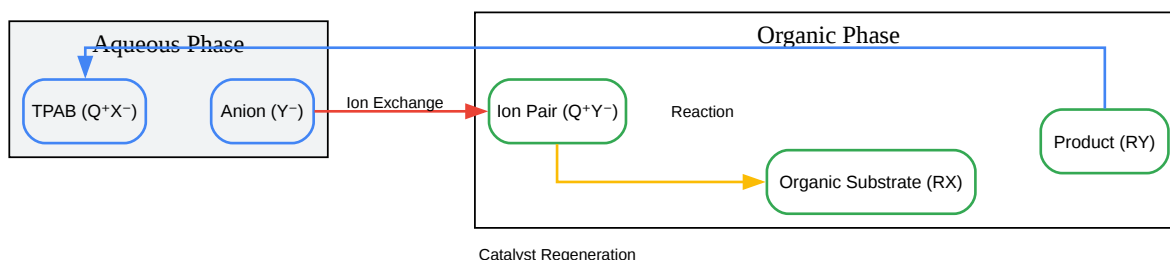 Aqueous Phase
Organic Phase
TPAB (Q⁺X⁻)
Anion (Y⁻)
Ion Exchange
Ion Pair (Q⁺Y⁻)
Reaction
Product (RY)
Organic Substrate (RX)
Catalyst Regeneration